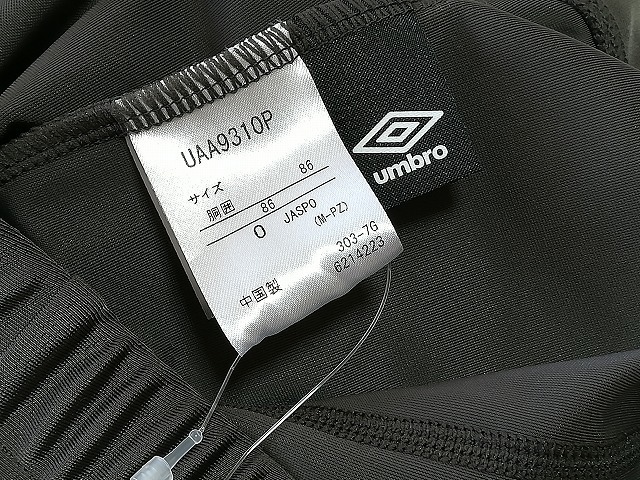 UAA9310P
サイズ 86
胴囲 86
O JASPO
(M-PZ)
303-7G
6214223
中国製
umbro